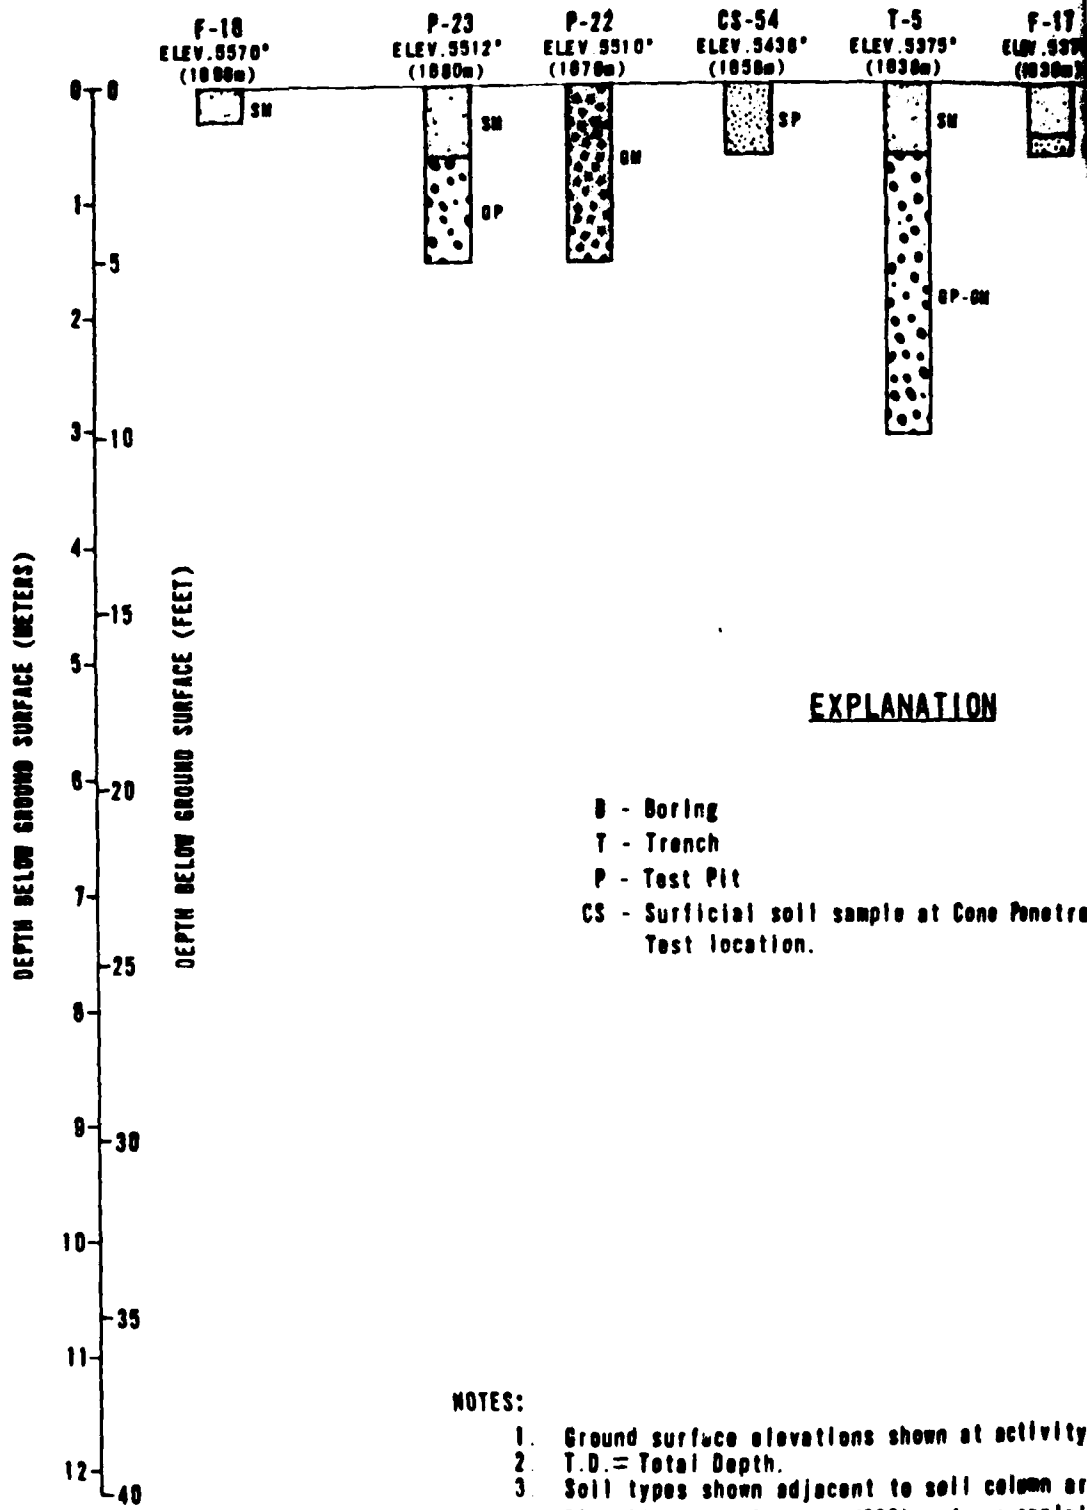 F-18 P-23 P-22 CS-54 T-5 F-17
ELEV.5570° ELEV.5512° ELEV.5510° ELEV.5436° ELEV.5375° ELEV.
(1698m) (1680m) (1679m) (1656m) (1638m)
0 0
SM SM GM SP SM
GP GP-GM
1
5
2
3
10
4
15
5
6
20
7
25
8
9
30
10
35
11
12
40
DEPTH BELOW GROUND SURFACE (METERS)
DEPTH BELOW GROUND SURFACE (FEET)
EXPLANATION
B - Boring
T - Trench
P - Test Pit
CS - Surficial soil sample at Cone Penetro
Test location.
NOTES:
1. Ground surface elevations shown at activity
2. T.D.= Total Depth.
3. Soil types shown adjacent to soil column ar